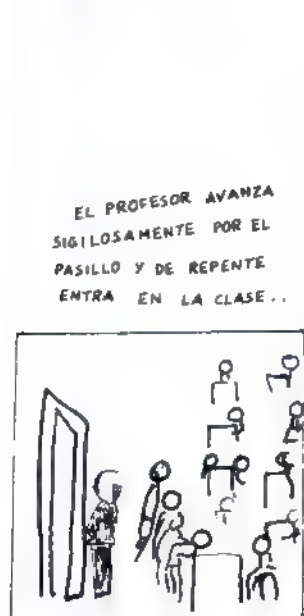 EL PROFESOR AVANZA
SIGILOSAMENTE POR EL
PASILLO Y DE REPENTE
ENTRA EN LA CLASE..